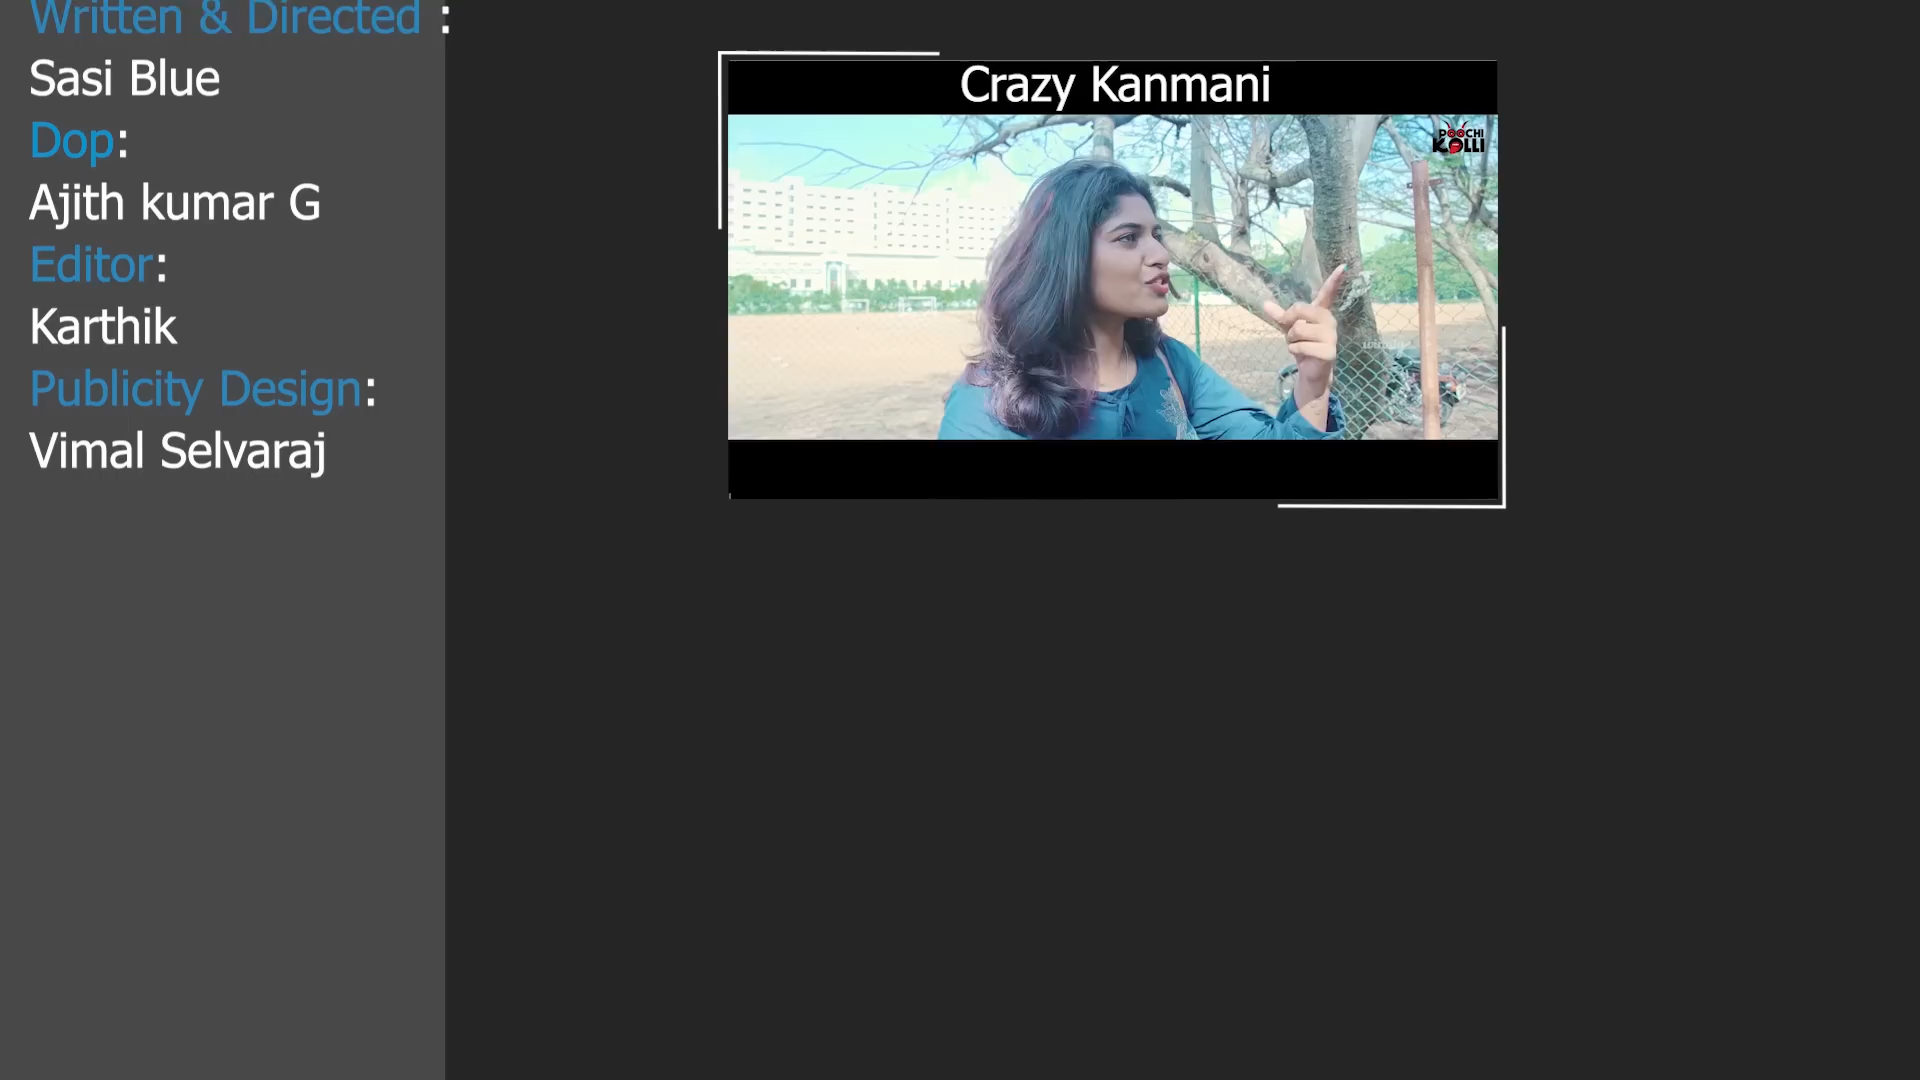 Written & Directed :
Sasi Blue
Dop:
Ajith kumar G
Editor:
Karthik
Publicity Design:
Vimal Selvaraj
Crazy Kanmani
POOCHI
KOLLI